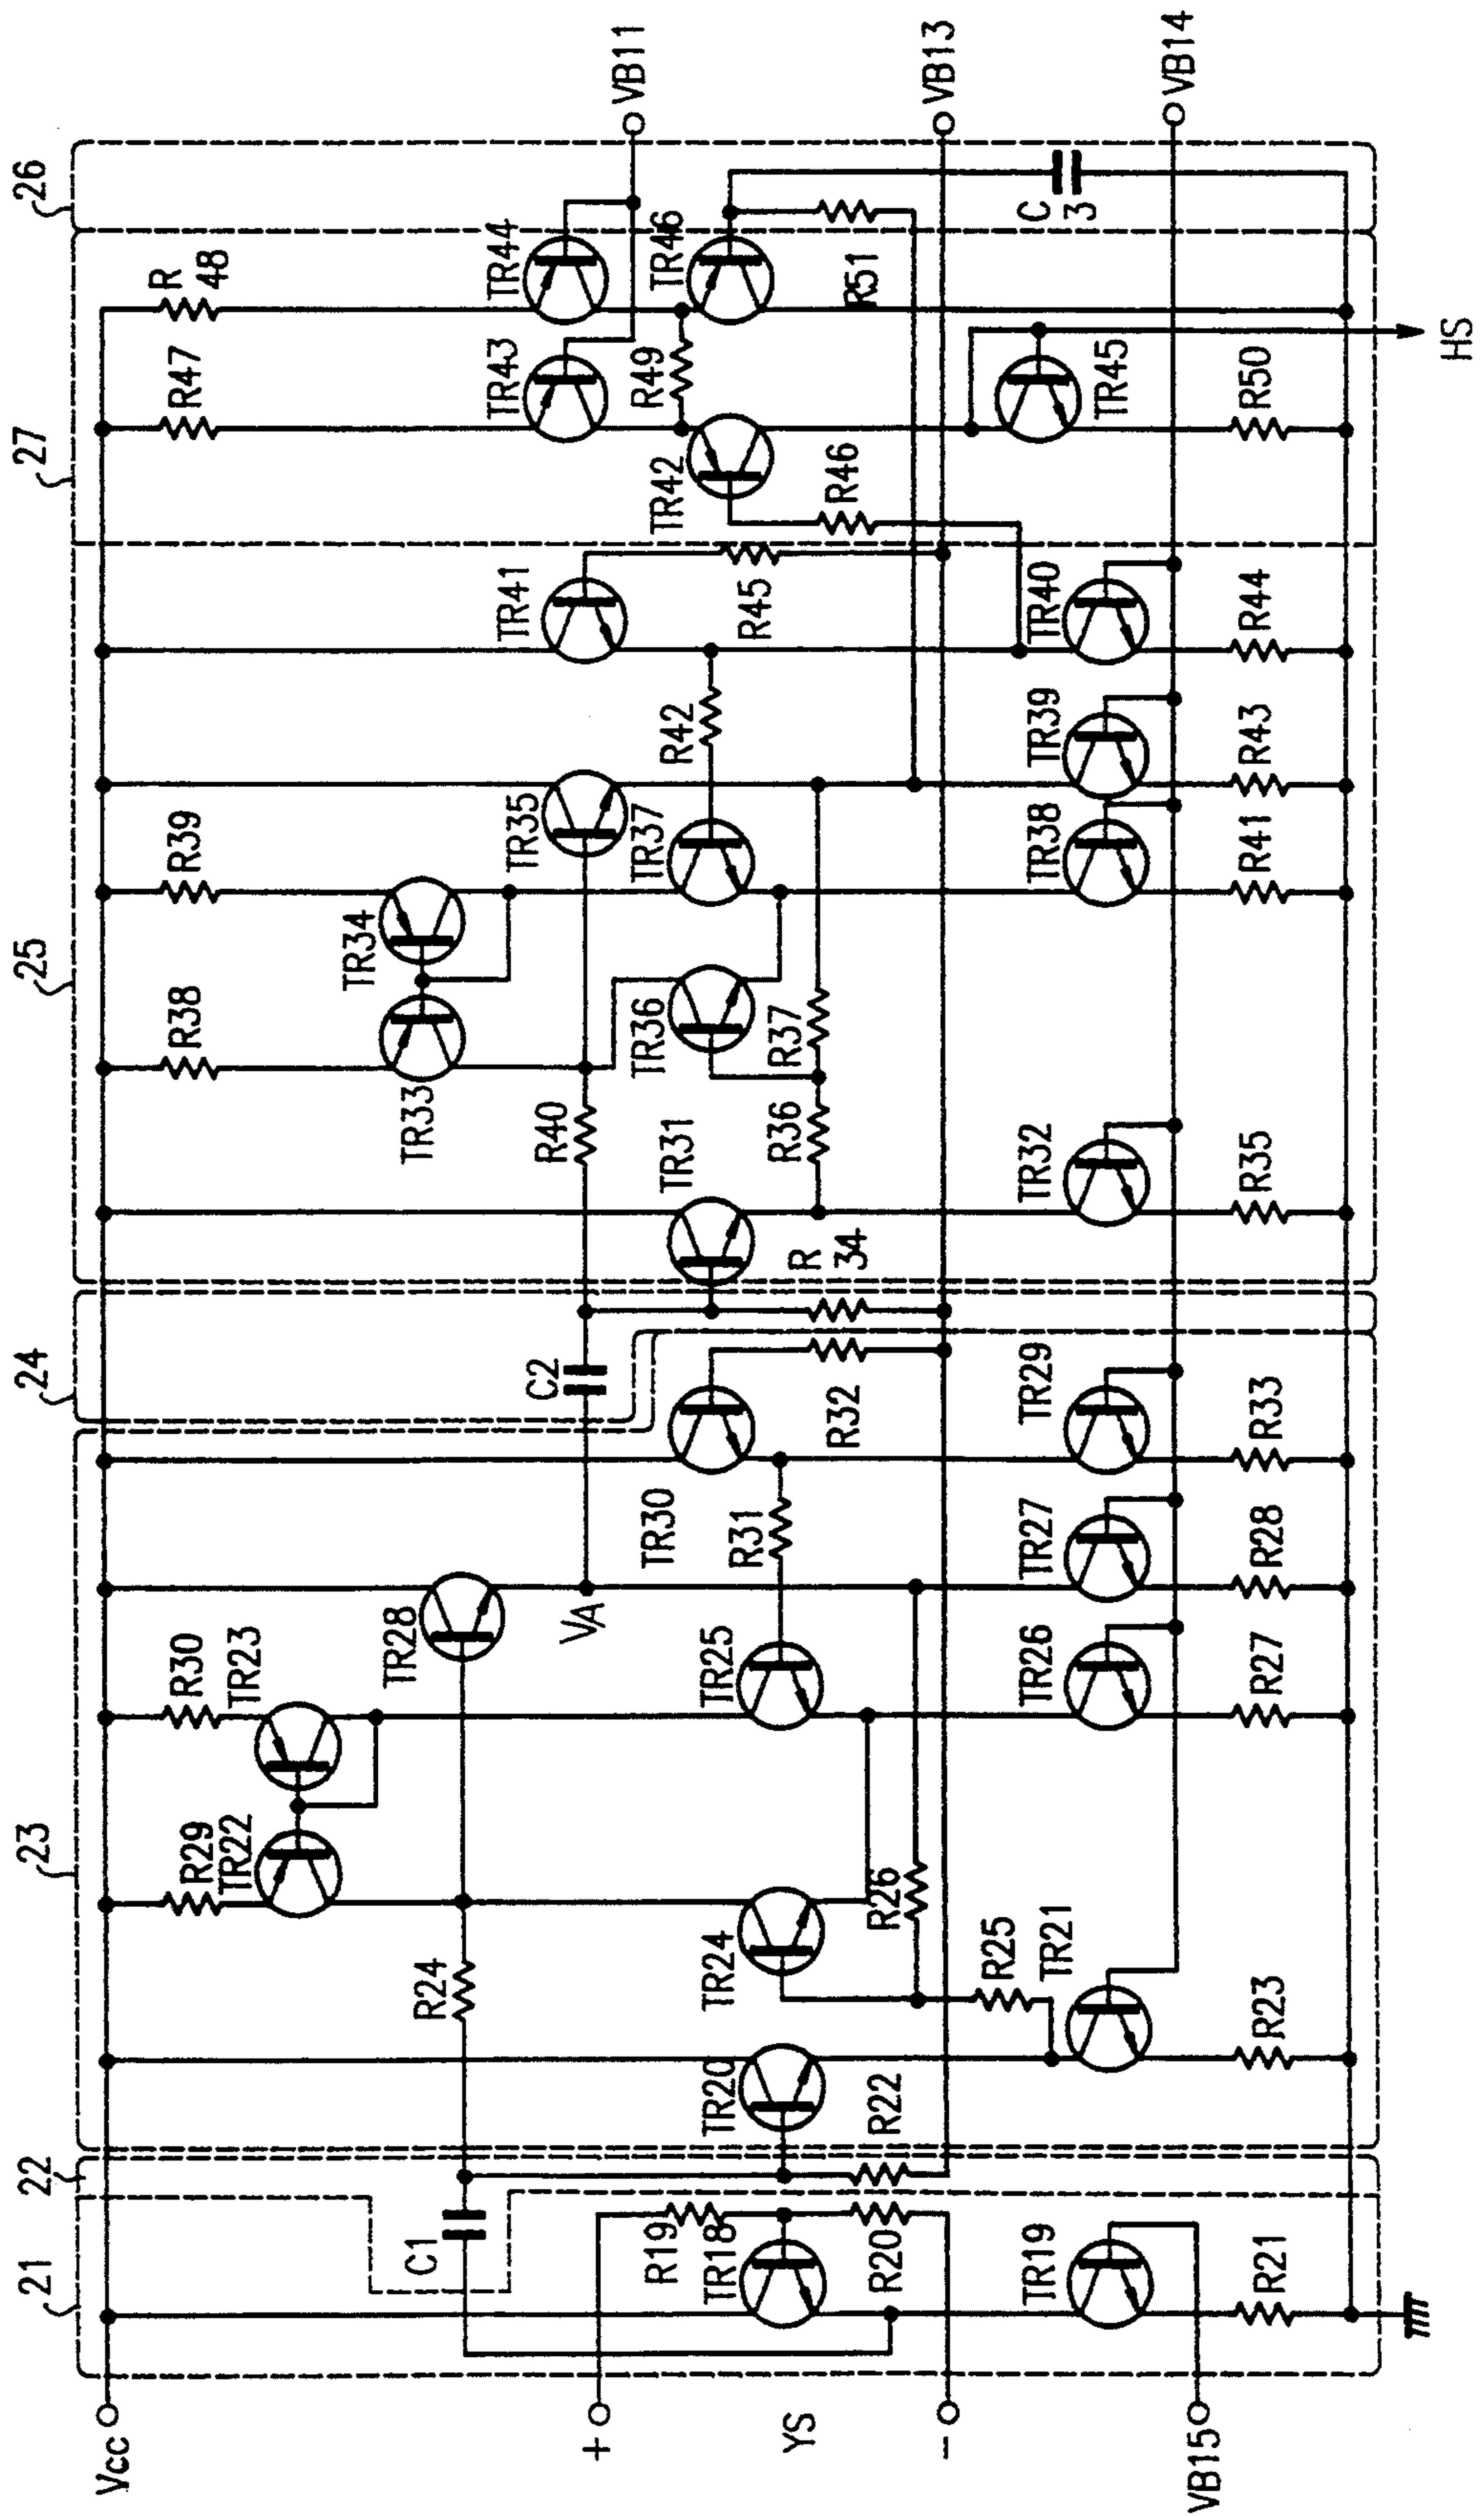 21
22
23
24
25
27
26
Vcc
+
YS
-
VB15
C1
R19
TR18
R20
TR19
R21
R24
TR20
R22
R29
TR22
TR24
R26
R25
TR21
R23
R30
TR23
TR28
VA
TR25
R31
TR30
R32
TR26
R27
TR27
R28
TR29
R33
C2
R
34
R40
TR31
R36
TR32
R35
R38
TR33
TR34
R39
TR36
R37
TR35
TR37
R42
TR38
R41
TR39
R43
TR41
R45
TR40
R44
R47
TR43
R49
TR42
R46
TR45
R50
R
48
TR44
TR46
R51
C
3
VB11
VB13
VB14
HS